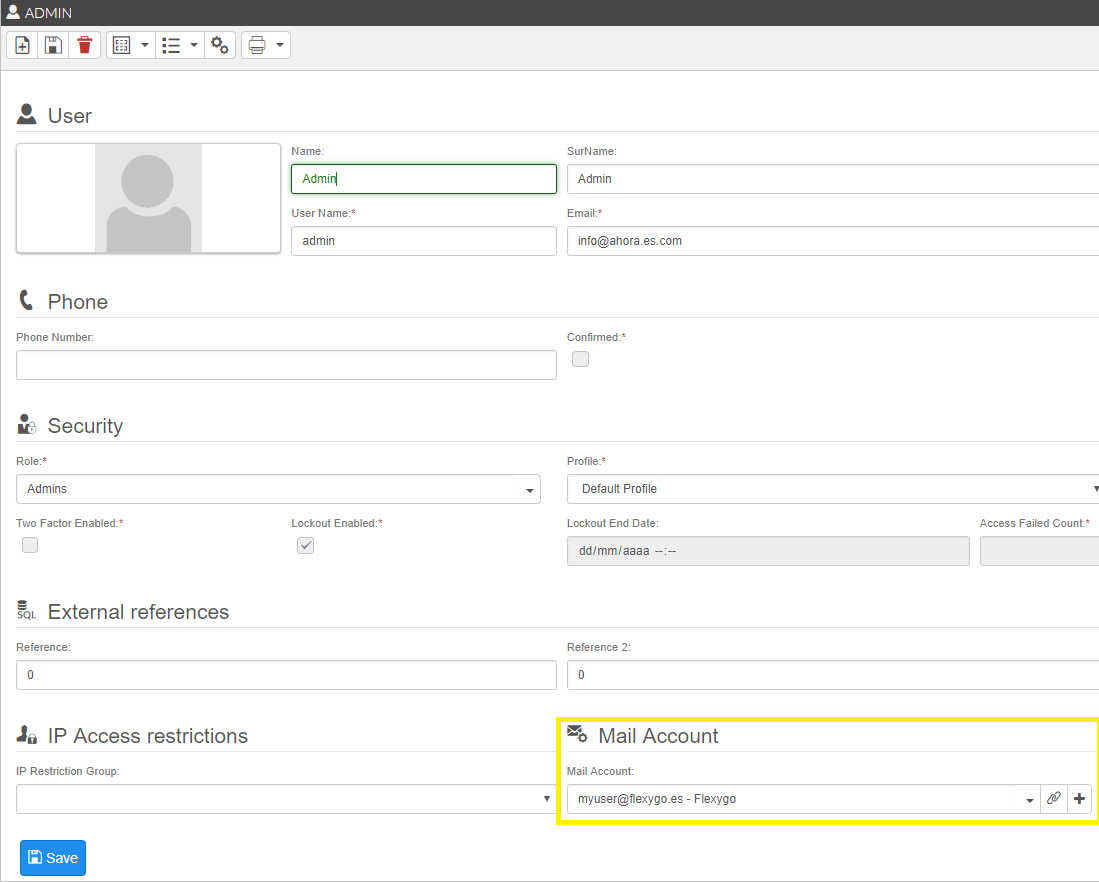 ADMIN
User
Name:
SurName:
Admin
Admin
User Name:*
Email:*
admin
info@ahora.es.com
Phone
Phone Number:
Confirmed:*
Security
Role:*
Profile:*
Admins
Default Profile
Two Factor Enabled:*
Lockout Enabled:*
Lockout End Date:
Access Failed Count:*
dd/mm/aaaa --:--
SQL
External references
Reference:
Reference 2:
0
0
IP Access restrictions
Mail Account
IP Restriction Group:
Mail Account:
myuser@flexygo.es - Flexygo
Save